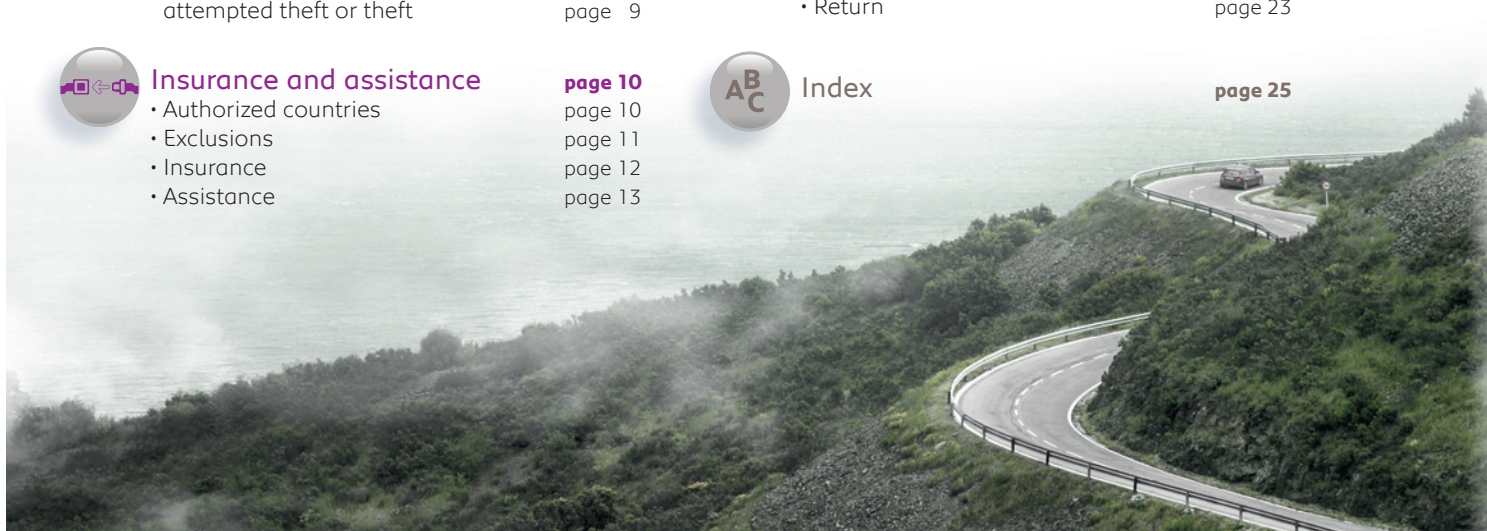 attempted theft or theft page 9
Insurance and assistance page 10
• Authorized countries page 10
• Exclusions page 11
• Insurance page 12
• Assistance page 13
• Return page 23
ABC Index page 25